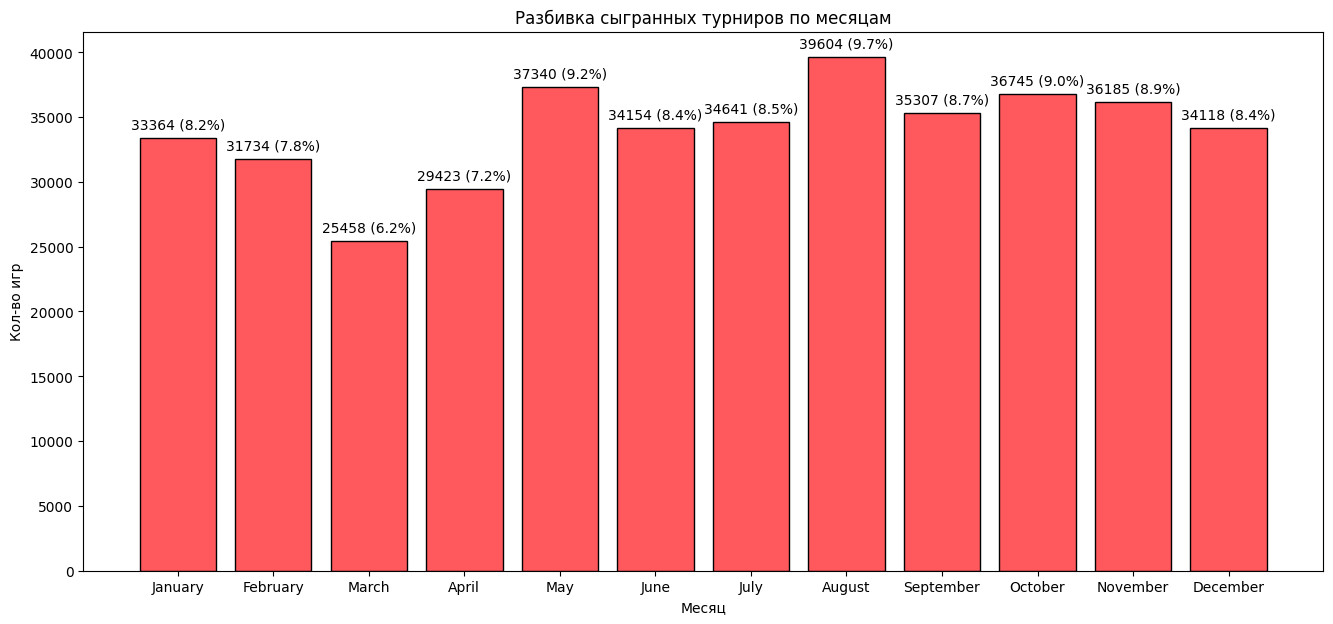 Разбивка сыгранных турниров по месяцам
Кол-во игр
40000
35000
30000
25000
20000
15000
10000
5000
0
33364 (8.2%)
31734 (7.8%)
25458 (6.2%)
29423 (7.2%)
37340 (9.2%)
34154 (8.4%)
34641 (8.5%)
39604 (9.7%)
35307 (8.7%)
36745 (9.0%)
36185 (8.9%)
34118 (8.4%)
January
February
March
April
May
June
July
August
September
October
November
December
Месяц